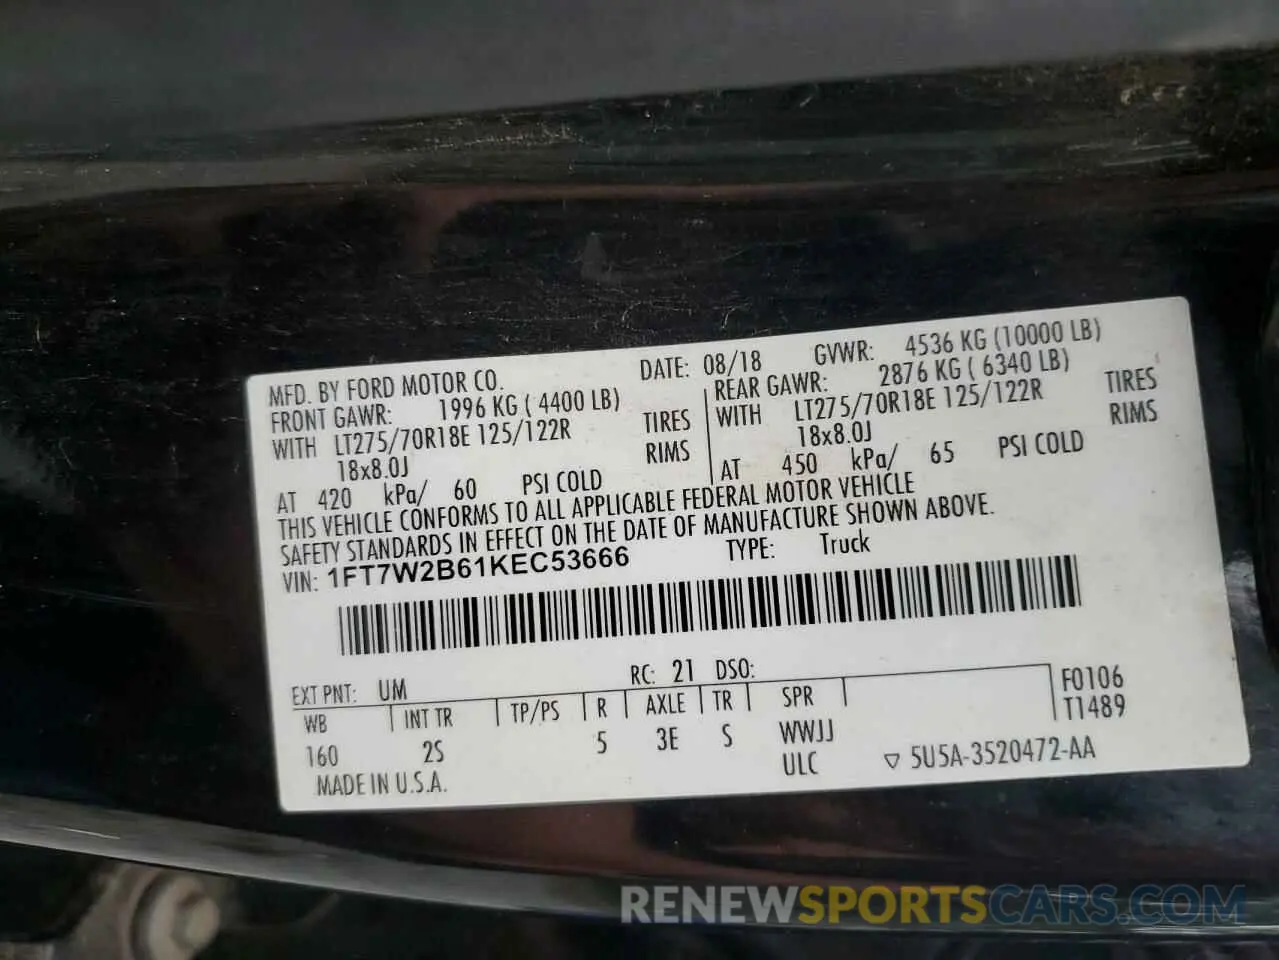 MFD. BY FORD MOTOR CO. DATE: 08/18 GVWR: 4536 KG (10000 LB)
FRONT GAWR: 1996 KG ( 4400 LB) REAR GAWR: 2876 KG ( 6340 LB)
WITH LT275/70R18E 125/122R TIRES WITH LT275/70R18E 125/122R TIRES
18x8.0J RIMS 18x8.0J RIMS
AT 420 kPa/ 60 PSI COLD AT 450 kPa/ 65 PSI COLD
THIS VEHICLE CONFORMS TO ALL APPLICABLE FEDERAL MOTOR VEHICLE
SAFETY STANDARDS IN EFFECT ON THE DATE OF MANUFACTURE SHOWN ABOVE.
VIN: 1FT7W2B61KEC53666 TYPE: Truck
EXT PNT: UM RC: 21 DSO: F0106
WB INT TR TP/PS R AXLE TR SPR T1489
160 2S 5 3E S WWJJ
ULC 5U5A-3520472-AA
MADE IN U.S.A.
RENEWSPORTSCARS.COM